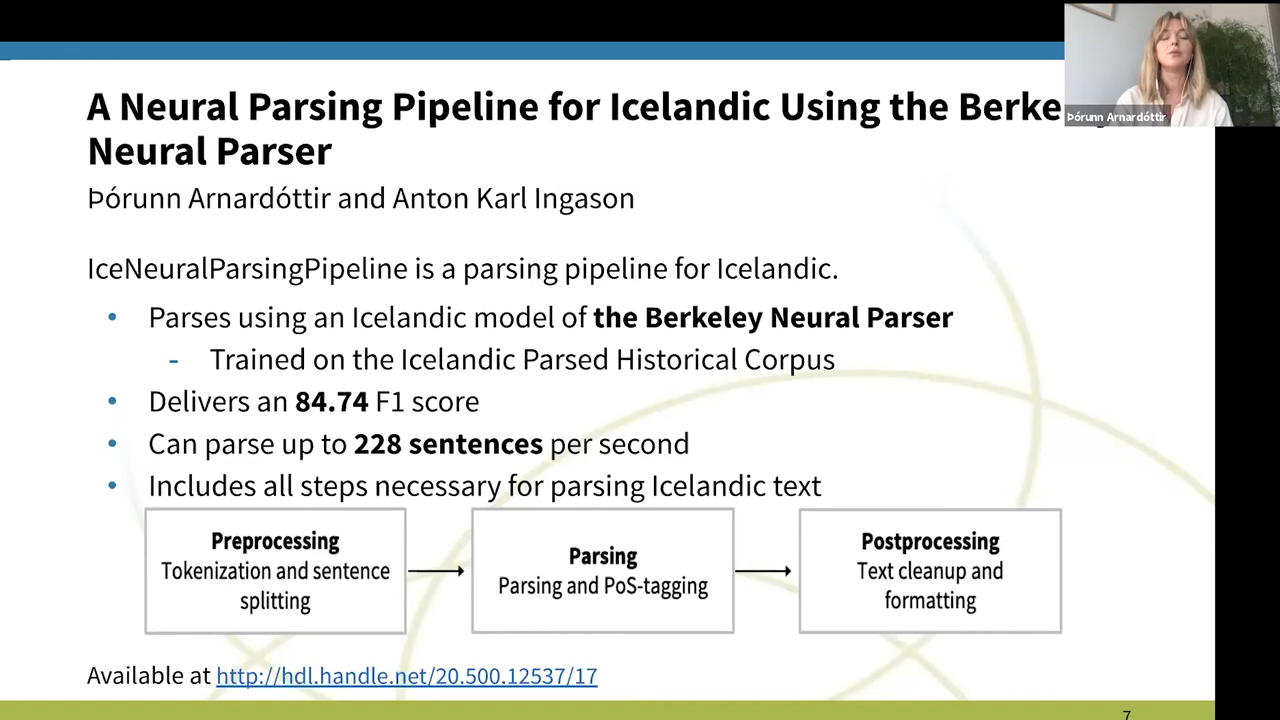 A Neural Parsing Pipeline for Icelandic Using the Berke
Neural Parser
Þórunn Arnardóttir
Þórunn Arnardóttir and Anton Karl Ingason
IceNeuralParsingPipeline is a parsing pipeline for Icelandic.
• Parses using an Icelandic model of the Berkeley Neural Parser
- Trained on the Icelandic Parsed Historical Corpus
• Delivers an 84.74 F1 score
• Can parse up to 228 sentences per second
• Includes all steps necessary for parsing Icelandic text
Preprocessing
Tokenization and sentence
splitting
Parsing
Parsing and PoS-tagging
Postprocessing
Text cleanup and
formatting
Available at http://hdl.handle.net/20.500.12537/17
7